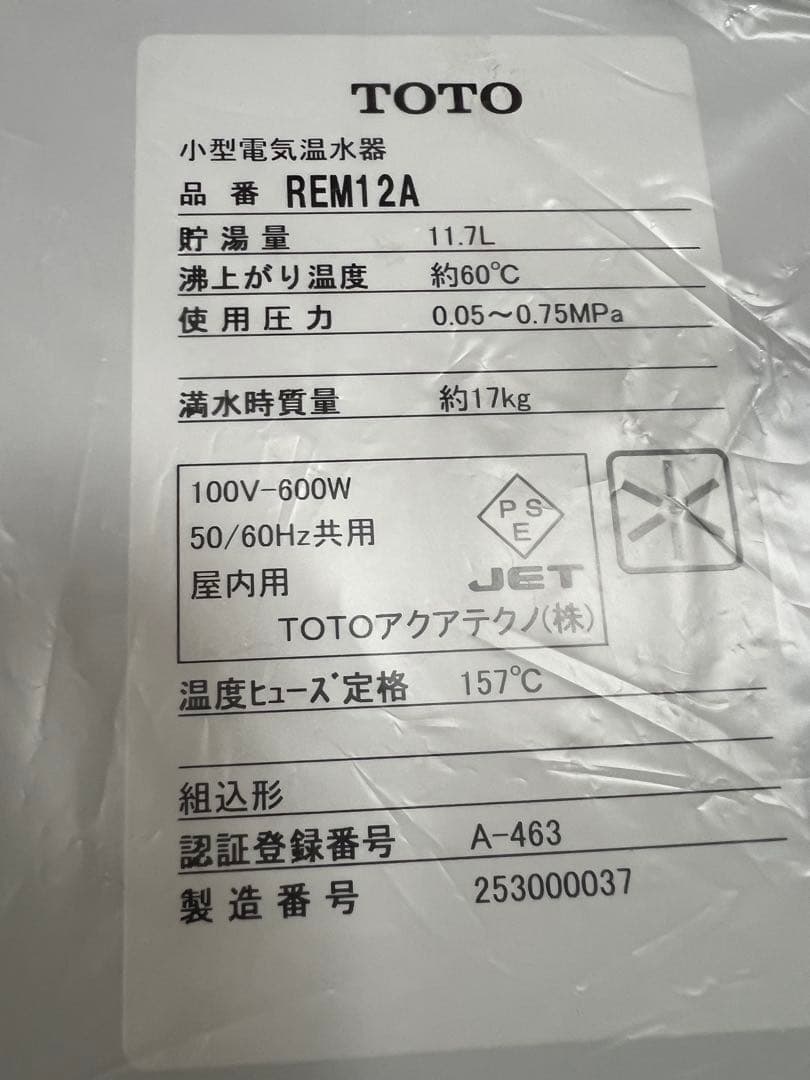 TOTO
小型電気温水器
品番 REM12A
貯湯量 11.7L
沸上がり温度 約60℃
使用圧力 0.05～0.75MPa
満水時質量 約17kg
100V-600W
50/60Hz共用
屋内用
PSE
JET
TOTOアクアテクノ(株)
温度ヒューズ定格 157℃
組込形
認証登録番号 A-463
製造番号 253000037